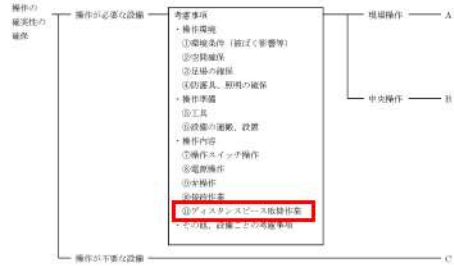 操作の
確実性の
確保
操作が必要な設備
考慮事項
・操作環境
①環境条件（被ばく影響等）
②空間確保
③足場の確保
④防護具、照明の確保
・操作準備
⑤工具
⑥設備の運搬、設置
・操作内容
⑦操作スイッチ操作
⑧電源操作
⑨弁操作
⑩接続作業
⑪ディスタンスピース取替作業
・その他、設備ごとの考慮事項
現場操作
A
中央操作
B
操作が不要な設備
C